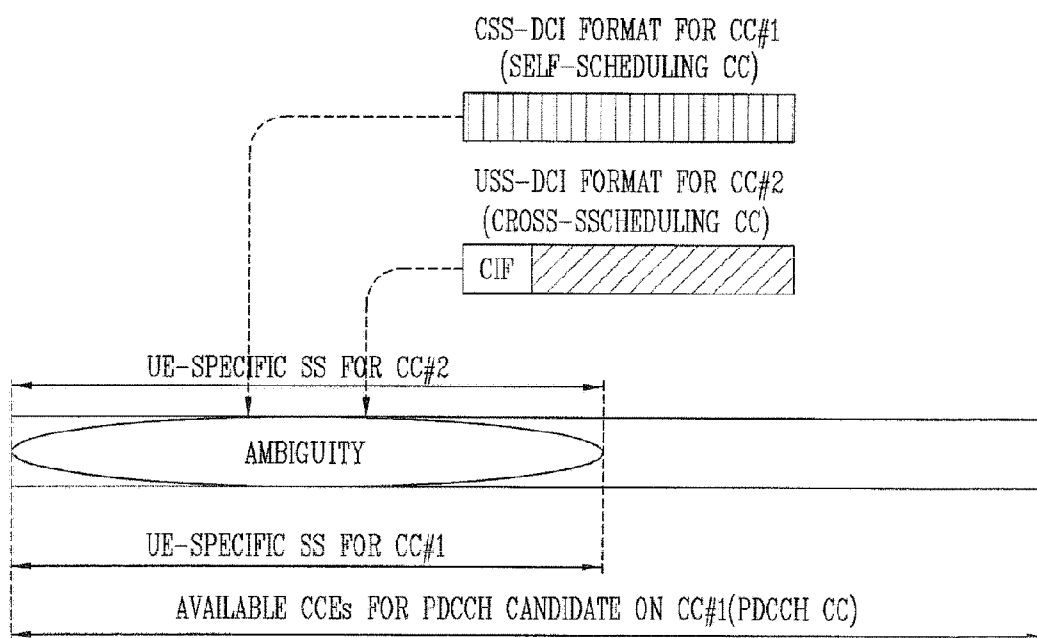 CSS-DCI FORMAT FOR CC#1
(SELF-SCHEDULING CC)
USS-DCI FORMAT FOR CC#2
(CROSS-SSCHEDULING CC)
CIF
UE-SPECIFIC SS FOR CC#2
AMBIGUITY
UE-SPECIFIC SS FOR CC#1
AVAILABLE CCEs FOR PDCCH CANDIDATE ON CC#1(PDCCH CC)